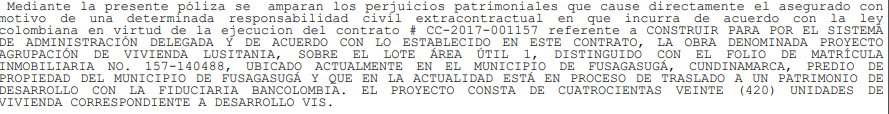 Mediante la presente póliza se amparan los perjuicios patrimoniales que cause directamente el asegurado con
motivo de una determinada responsabilidad civil extracontractual en que incurra de acuerdo con la ley
colombiana en virtud de la ejecucion del contrato # CC-2017-001157 referente a CONSTRUIR PARA POR EL SISTEMA
DE ADMINISTRACIÓN DELEGADA Y DE ACUERDO CON LO ESTABLECIDO EN ESTE CONTRATO, LA OBRA DENOMINADA PROYECTO
AGRUPACIÓN DE VIVIENDA LUSITANIA, SOBRE EL LOTE ÁREA ÚTIL 1, DISTINGUIDO CON EL FOLIO DE MATRÍCULA
INMOBILIARIA NO. 157-140488, UBICADO ACTUALMENTE EN EL MUNICIPIO DE FUSAGASUGÁ, CUNDINAMARCA, PREDIO DE
PROPIEDAD DEL MUNICIPIO DE FUSAGASUGÁ Y QUE EN LA ACTUALIDAD ESTÁ EN PROCESO DE TRASLADO A UN PATRIMONIO DE
DESARROLLO CON LA FIDUCIARIA BANCOLOMBIA. EL PROYECTO CONSTA DE CUATROCIENTAS VEINTE (420) UNIDADES DE
VIVIENDA CORRESPONDIENTE A DESARROLLO VIS.